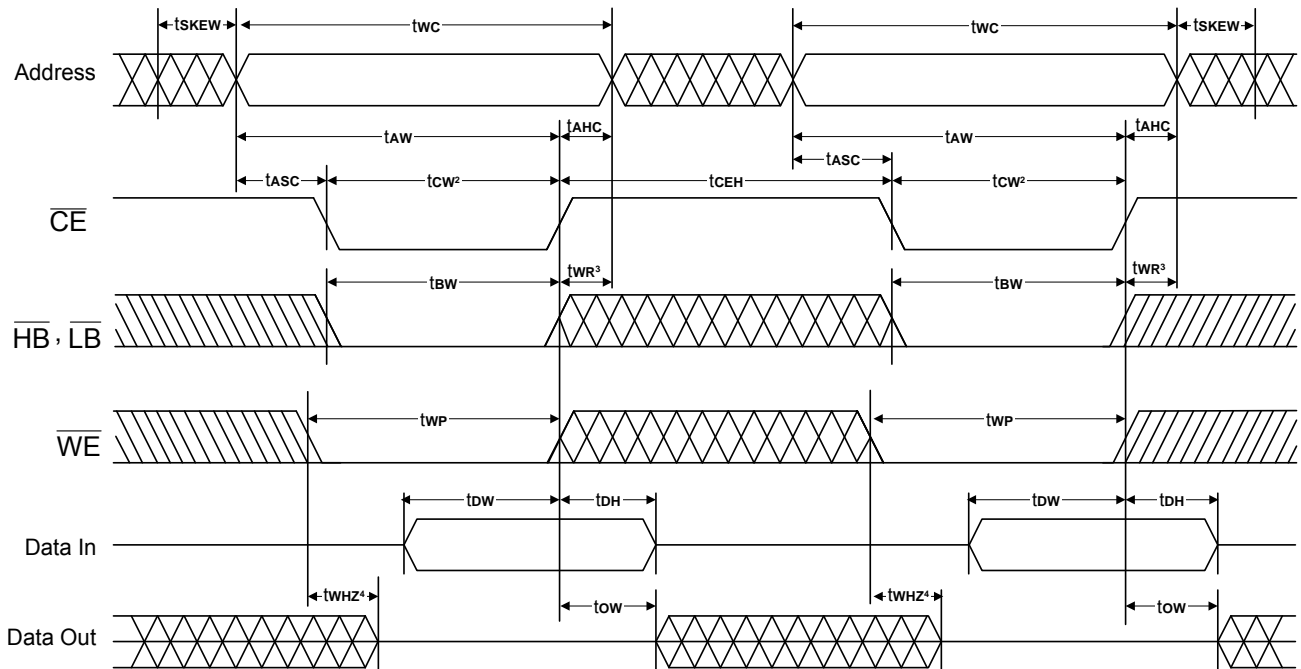 tSKEW tWC tWC tSKEW
Address
tAW tAHC tAW tAHC
tASC tCW² tCEH tASC tCW²
CE
tBW tWR³ tBW tWR³
HB , LB
tWP tWP
WE
tDW tDH tDW tDH
Data In
tWHZ⁴ tOW tWHZ⁴ tOW
Data Out